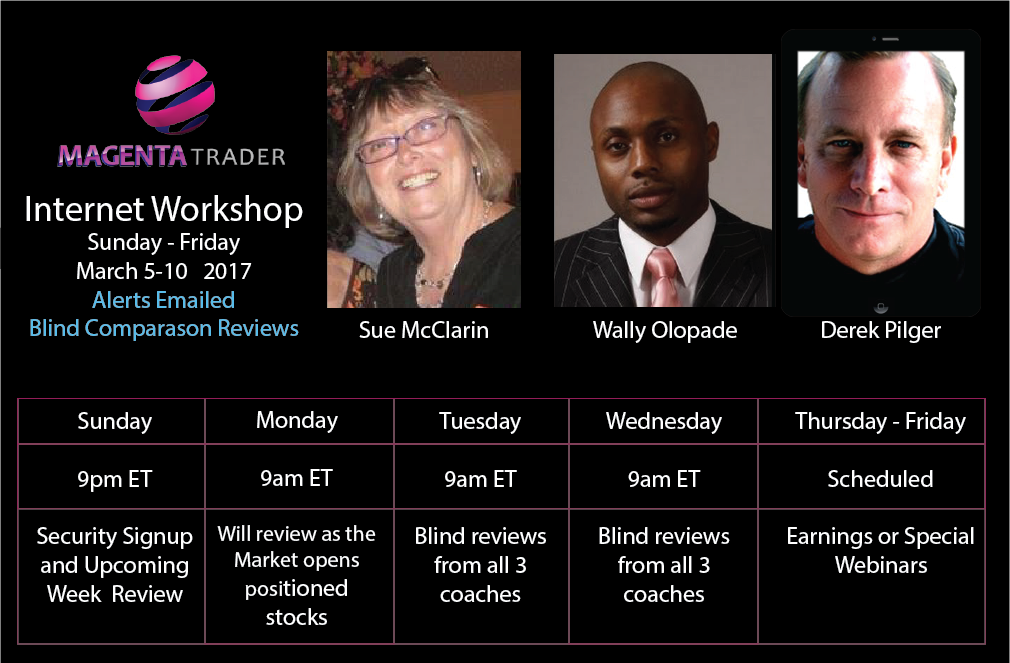 MAGENTA TRADER
Internet Workshop
Sunday - Friday
March 5-10 2017
Alerts Emailed
Blind Comparason Reviews
Sue McClarin
Wally Olopade
Derek Pilger
Sunday
Monday
Tuesday
Wednesday
Thursday - Friday
9pm ET
9am ET
9am ET
9am ET
Scheduled
Security Signup
and Upcoming
Week Review
Will review as the
Market opens
positioned
stocks
Blind reviews
from all 3
coaches
Blind reviews
from all 3
coaches
Earnings or Special
Webinars